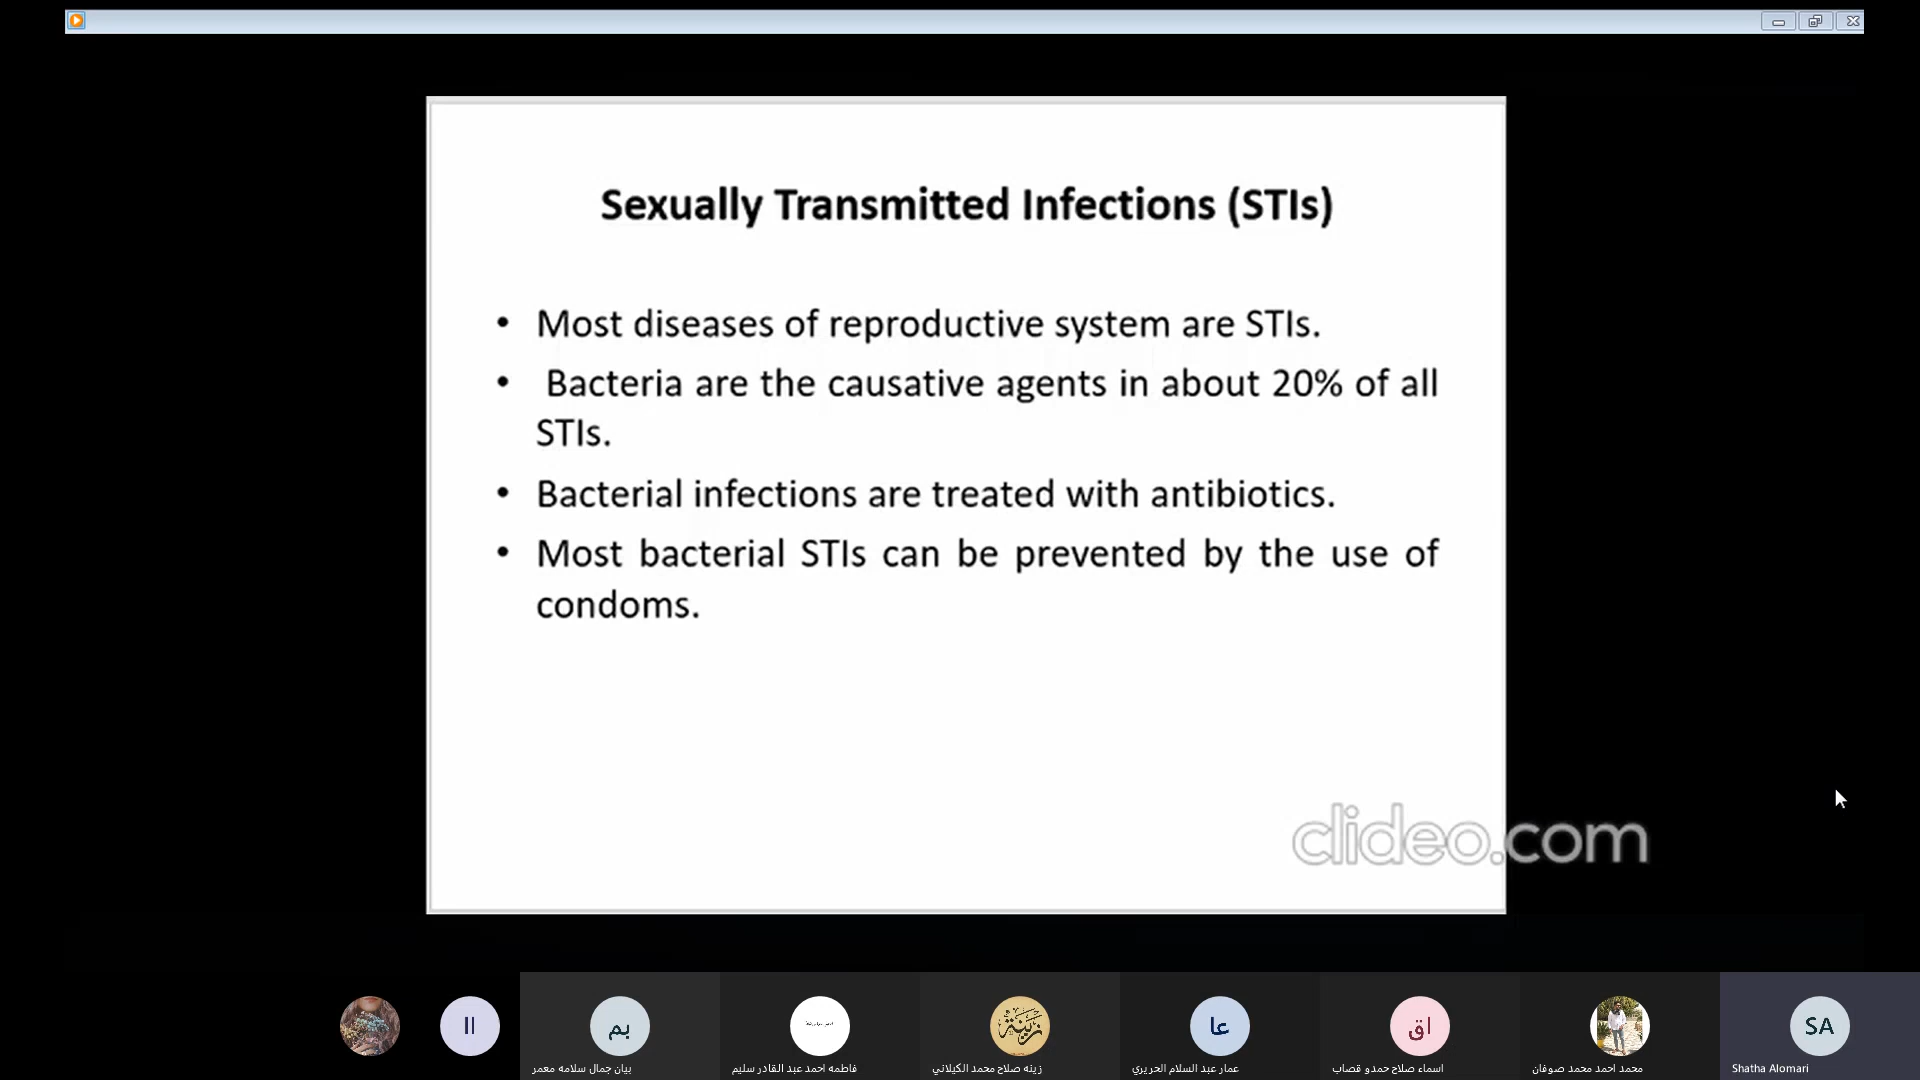 Sexually Transmitted Infections (STIs)
• Most diseases of reproductive system are STIs.
• Bacteria are the causative agents in about 20% of all
STIs.
• Bacterial infections are treated with antibiotics.
• Most bacterial STIs can be prevented by the use of
condoms.
clideo.com
اا
بم
زينة
عا
اق
SA
بيان جمال سلامه معمر
فاطمه احمد عبد القادر سليم
زينه صلاح محمد الكيلاني
عمار عبد السلام الحريري
اسماء صلاح حمدو قصاب
محمد احمد محمد صوفان
Shatha Alomari